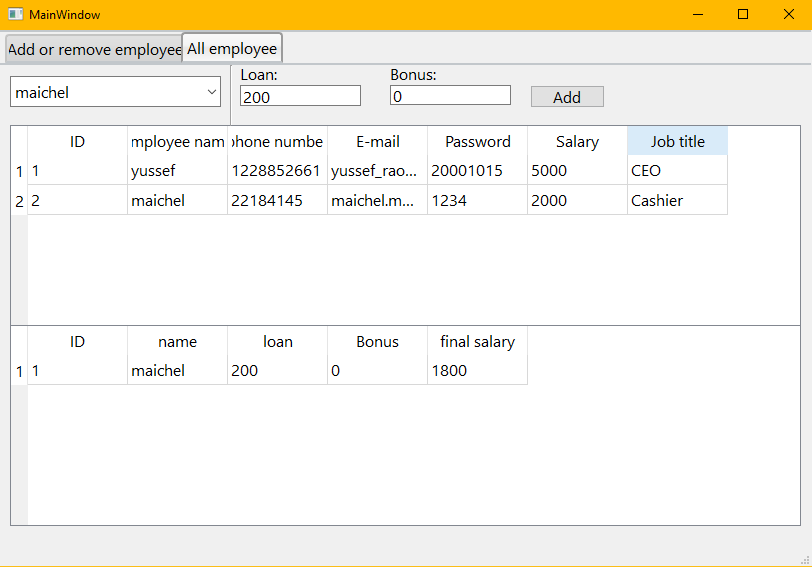 MainWindow
Add or remove employee All employee
Loan: Bonus:
maichel 200 0 Add
ID mployee nam phone numbe E-mail Password Salary Job title
1 1 yussef 1228852661 yussef_rao... 20001015 5000 CEO
2 2 maichel 22184145 maichel.m... 1234 2000 Cashier
ID name loan Bonus final salary
1 1 maichel 200 0 1800